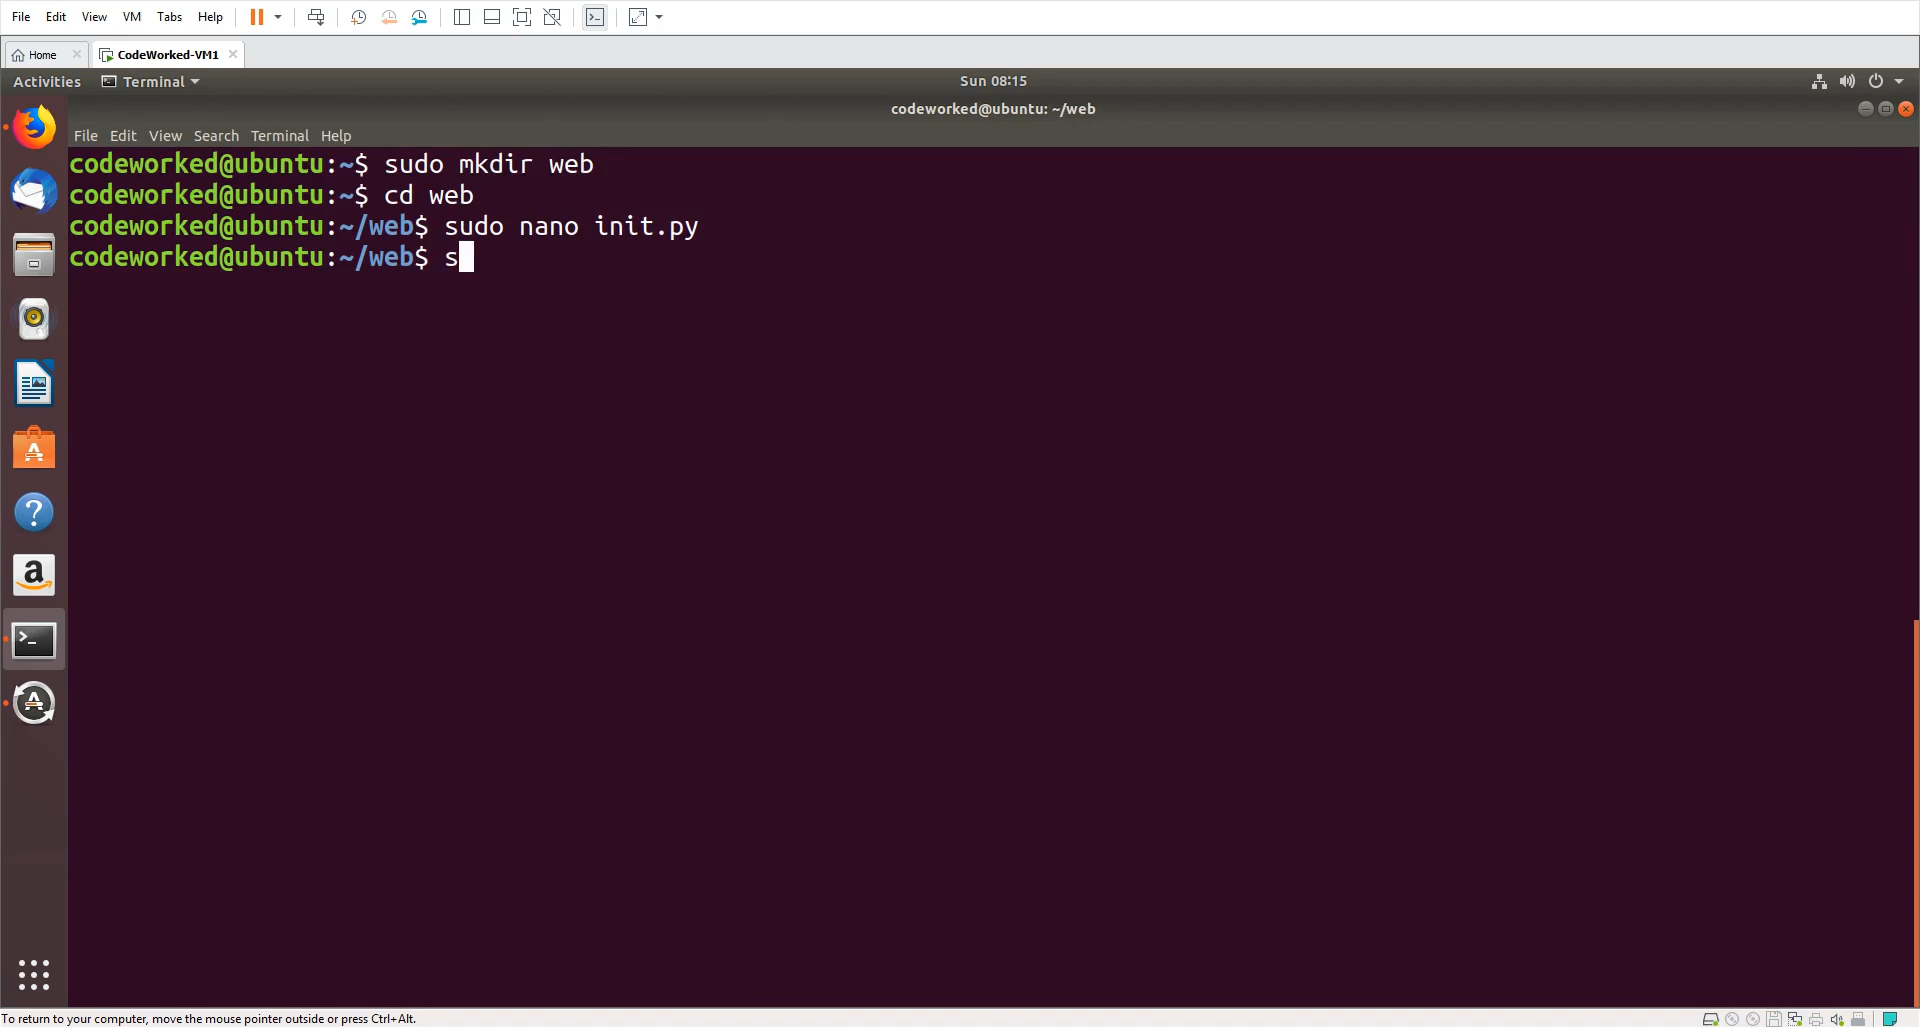 File Edit View VM Tabs Help
Home CodeWorked-VM1
Activities Terminal Sun 08:15
codeworked@ubuntu: ~/web
File Edit View Search Terminal Help
codeworked@ubuntu:~$ sudo mkdir web
codeworked@ubuntu:~$ cd web
codeworked@ubuntu:~/web$ sudo nano init.py
codeworked@ubuntu:~/web$ s
To return to your computer, move the mouse pointer outside or press Ctrl+Alt.